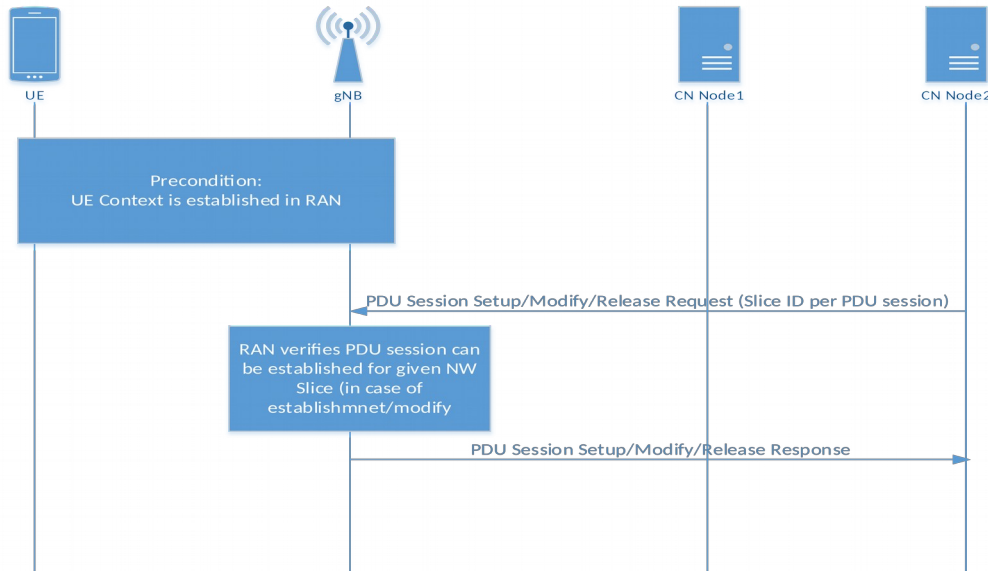 UE
gNB
CN Node1
CN Node2
Precondition:
UE Context is established in RAN
PDU Session Setup/Modify/Release Request (Slice ID per PDU session)
RAN verifies PDU session can
be established for given NW
Slice (in case of
establishmnet/modify
PDU Session Setup/Modify/Release Response